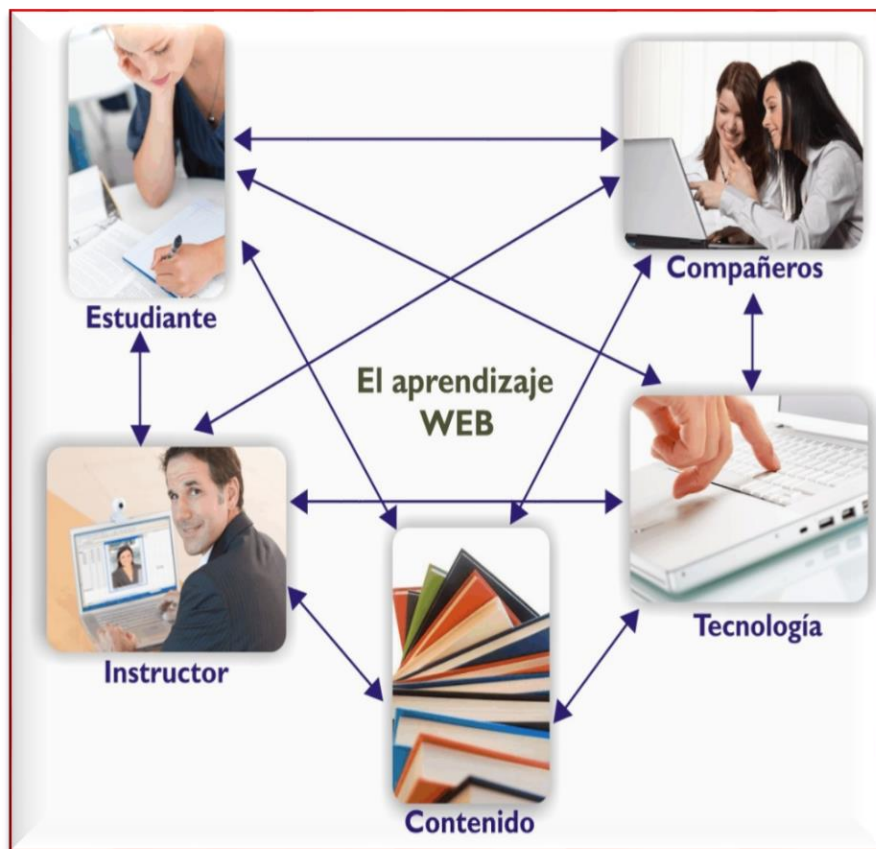 Compañeros
Estudiante
El aprendizaje
WEB
Tecnología
Instructor
Contenido